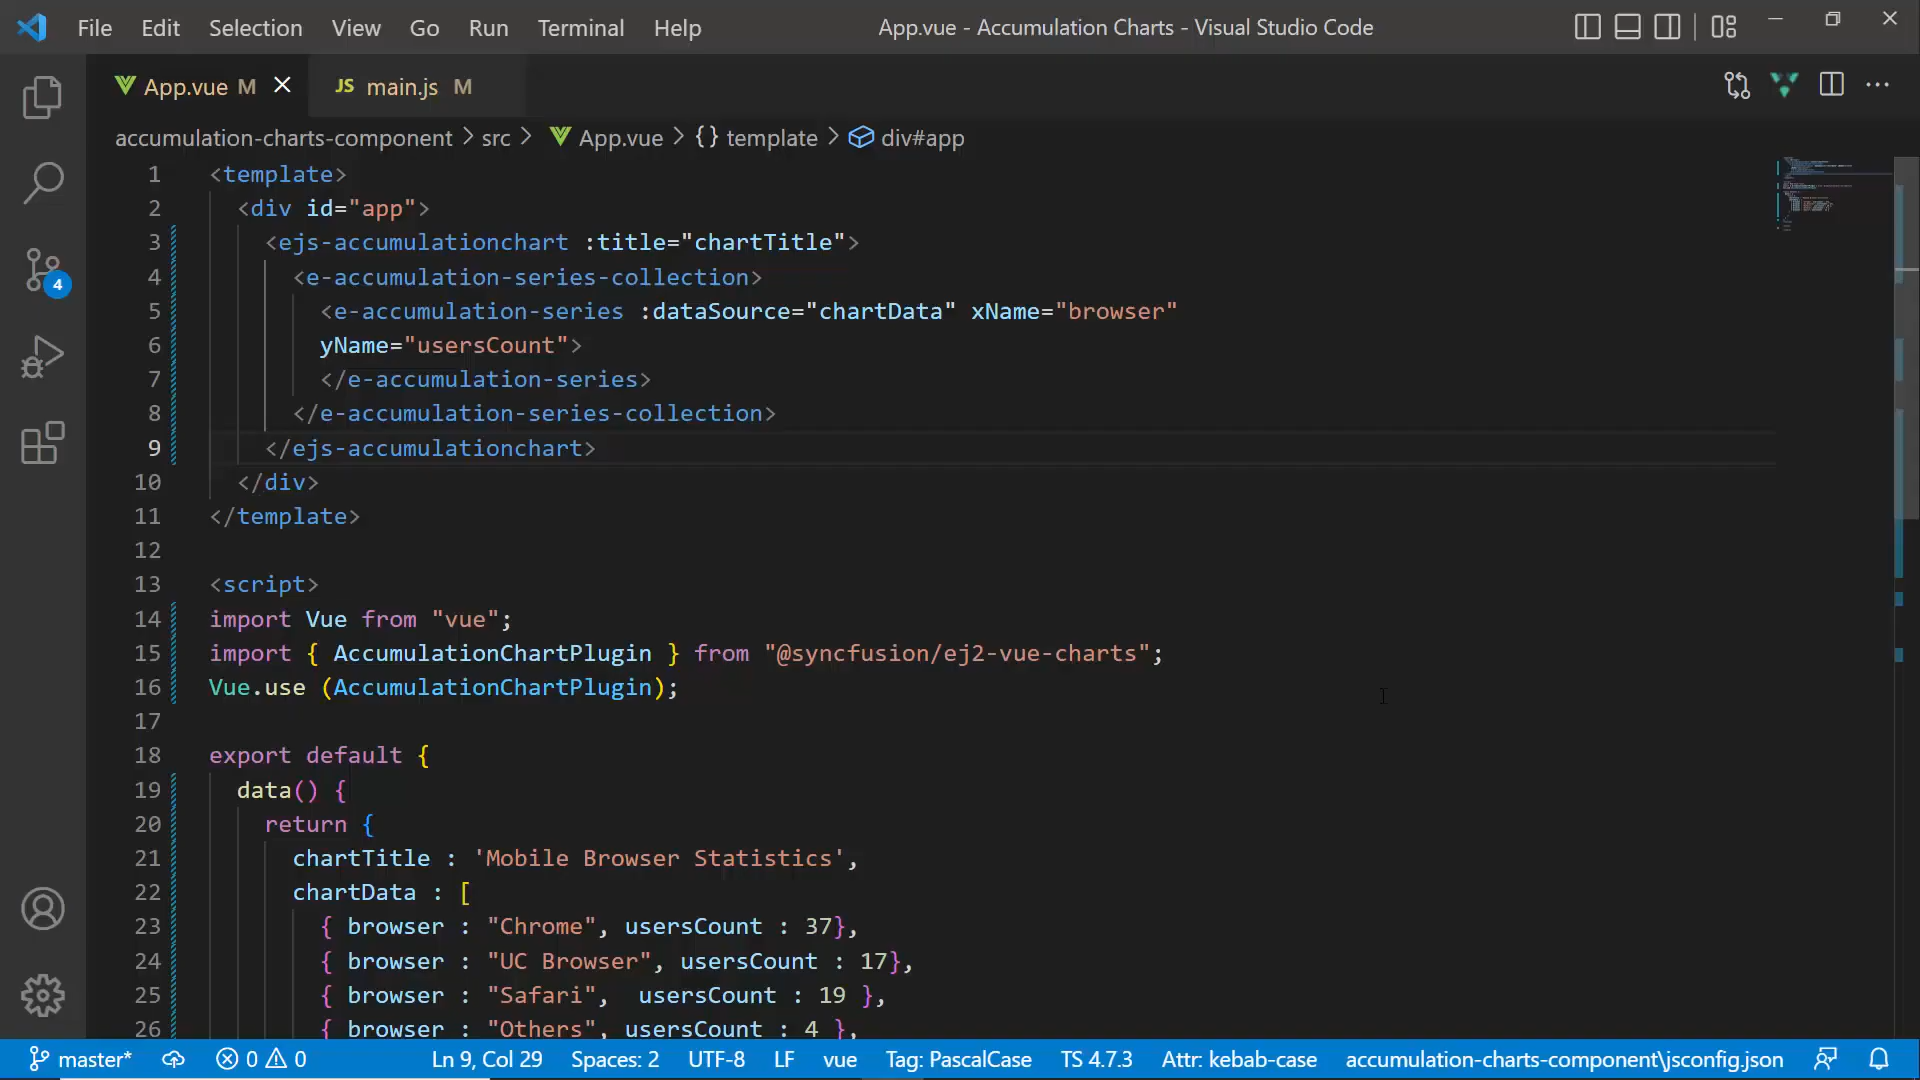 File Edit Selection View Go Run Terminal Help App.vue - Accumulation Charts - Visual Studio Code
App.vue M JS main.js M
accumulation-charts-component > src > App.vue > {} template > div#app
1 <template>
2 <div id="app">
3 <ejs-accumulationchart :title="chartTitle">
4 <e-accumulation-series-collection>
5 <e-accumulation-series :dataSource="chartData" xName="browser"
6 yName="usersCount">
7 </e-accumulation-series>
8 </e-accumulation-series-collection>
9 </ejs-accumulationchart>
10 </div>
11 </template>
12
13 <script>
14 import Vue from "vue";
15 import { AccumulationChartPlugin } from "@syncfusion/ej2-vue-charts";
16 Vue.use (AccumulationChartPlugin);
17
18 export default {
19 data() {
20 return {
21 chartTitle : 'Mobile Browser Statistics',
22 chartData : [
23 { browser : "Chrome", usersCount : 37},
24 { browser : "UC Browser", usersCount : 17},
25 { browser : "Safari",  usersCount : 19 },
26 { browser : "Others", usersCount : 4 },
4
master* 0 0 Ln 9, Col 29 Spaces: 2 UTF-8 LF vue Tag: PascalCase TS 4.7.3 Attr: kebab-case accumulation-charts-component\jsconfig.json